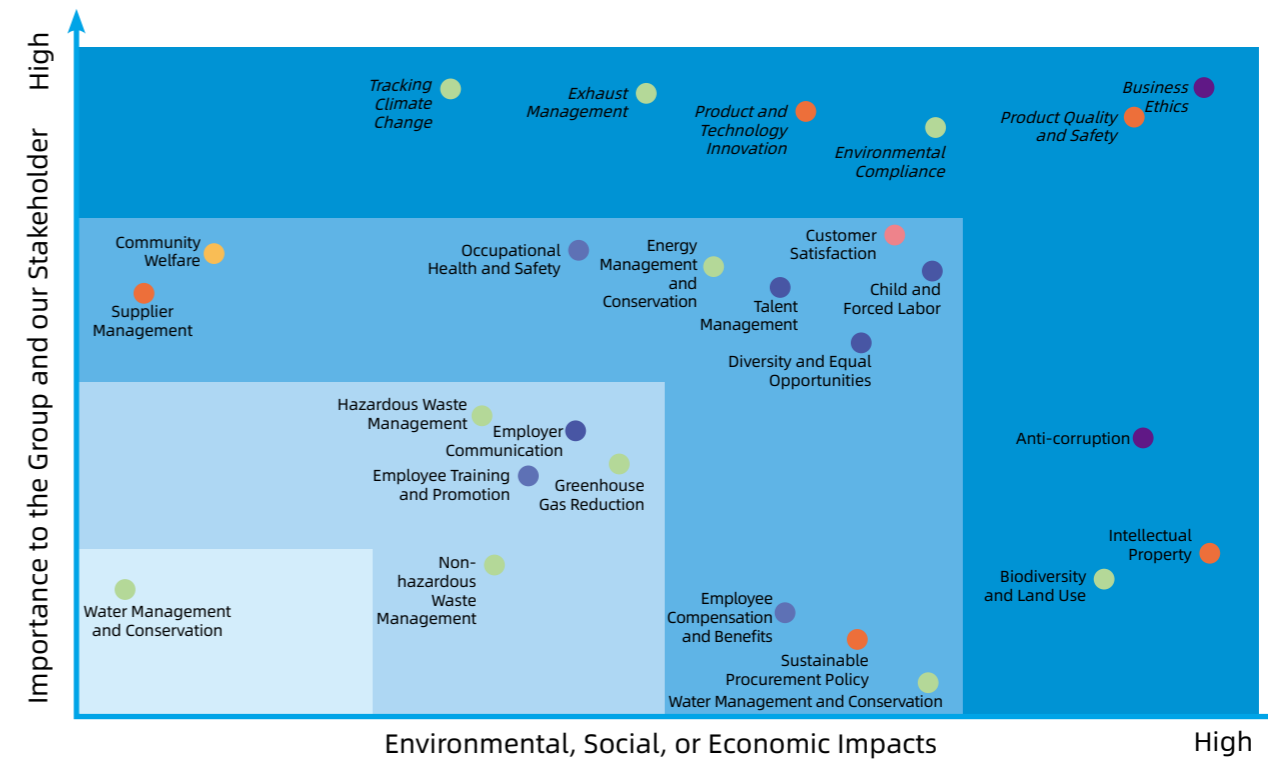 High
Importance to the Group and our Stakeholder
Tracking
Climate
Change
Exhaust
Management
Product and
Technology
Innovation
Environmental
Compliance
Business
Ethics
Product Quality
and Safety
Community
Welfare
Supplier
Management
Occupational
Health and Safety
Energy
Management
and
Conservation
Customer
Satisfaction
Talent
Management
Child and
Forced Labor
Diversity and Equal
Opportunities
Hazardous Waste
Management
Employer
Communication
Employee Training
and Promotion
Greenhouse
Gas Reduction
Anti-corruption
Non-
hazardous
Waste
Management
Water Management
and Conservation
Intellectual
Property
Biodiversity
and Land Use
Employee
Compensation
and Benefits
Sustainable
Procurement Policy
Water Management and Conservation
Environmental, Social, or Economic Impacts
High